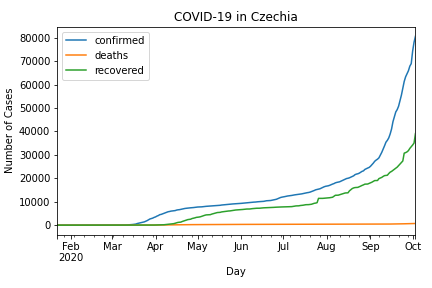 COVID-19 in Czechia
confirmed
deaths
recovered
Number of Cases
80000
70000
60000
50000
40000
30000
20000
10000
0
Feb Mar Apr May Jun Jul Aug Sep Oct
2020
Day